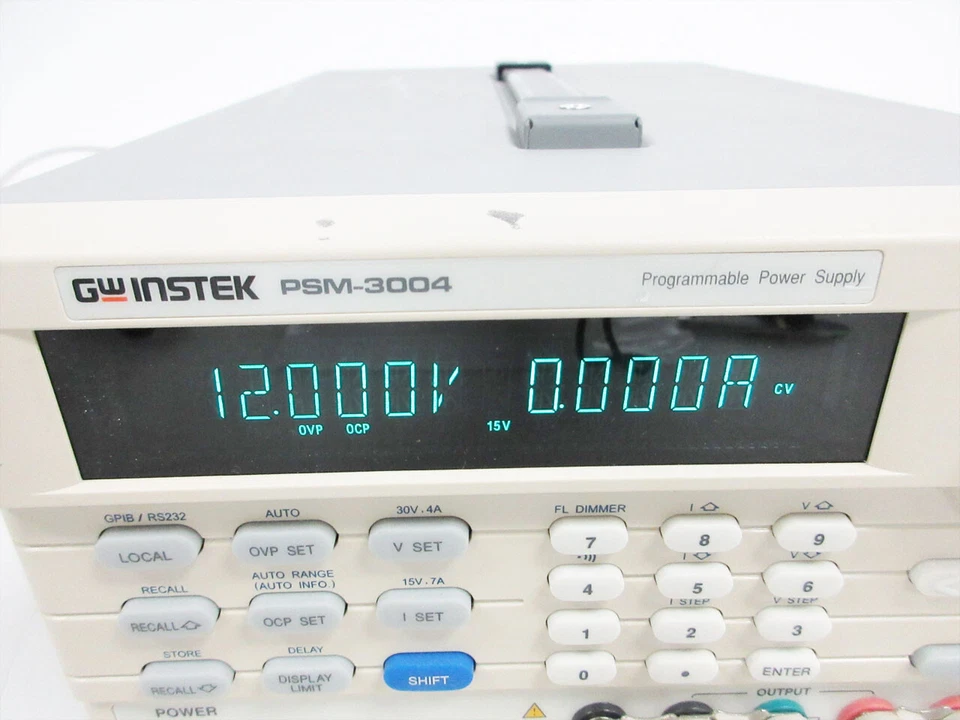 GWINSTEK PSM-3004 Programmable Power Supply
12.000V 0.000A CV
OVP OCP 15V
GPIB / RS232 AUTO 30V.4A FL DIMMER I V
LOCAL OVP SET V SET 7 8 9
RECALL AUTO RANGE 15V.7A I V
(AUTO INFO.)
RECALL OCP SET I SET 4 5 6
I STEP V STEP
1 2 3
STORE DELAY
RECALL DISPLAY LIMIT SHIFT 0 . ENTER
POWER OUTPUT